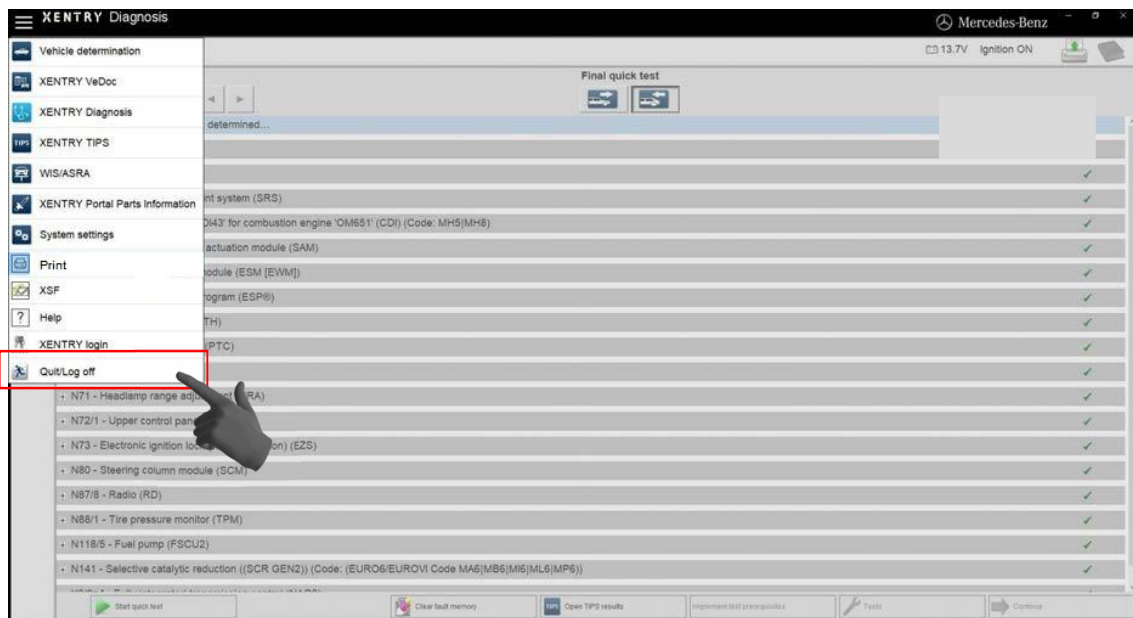 XENTRY Diagnosis
Mercedes-Benz
13.7V Ignition ON
Vehicle determination
XENTRY VeDoc
XENTRY Diagnosis
TIPS XENTRY TIPS
WIS/ASRA
XENTRY Portal Parts Information
System settings
Print
XSF
? Help
XENTRY login
Quit/Log off
Final quick test
determined...
nt system (SRS)
DI43' for combustion engine 'OM651' (CDI) (Code: MH5|MH8)
actuation module (SAM)
module (ESM [EWM])
rogram (ESP®)
TH)
(PTC)
+ N71 - Headlamp range adju RA)
+ N72/1 - Upper control pan
+ N73 - Electronic ignition loc on) (EZS)
+ N80 - Steering column module (SCM)
+ N87/8 - Radio (RD)
+ N88/1 - Tire pressure monitor (TPM)
+ N118/5 - Fuel pump (FSCU2)
+ N141 - Selective catalytic reduction ((SCR GEN2)) (Code: (EURO6/EUROVI Code MA6|MB6|MI6|ML6|MP6))
Start quick test
Clear fault memory
TIPS Open TIPS results
Implement test prerequisites
Tests
Continue